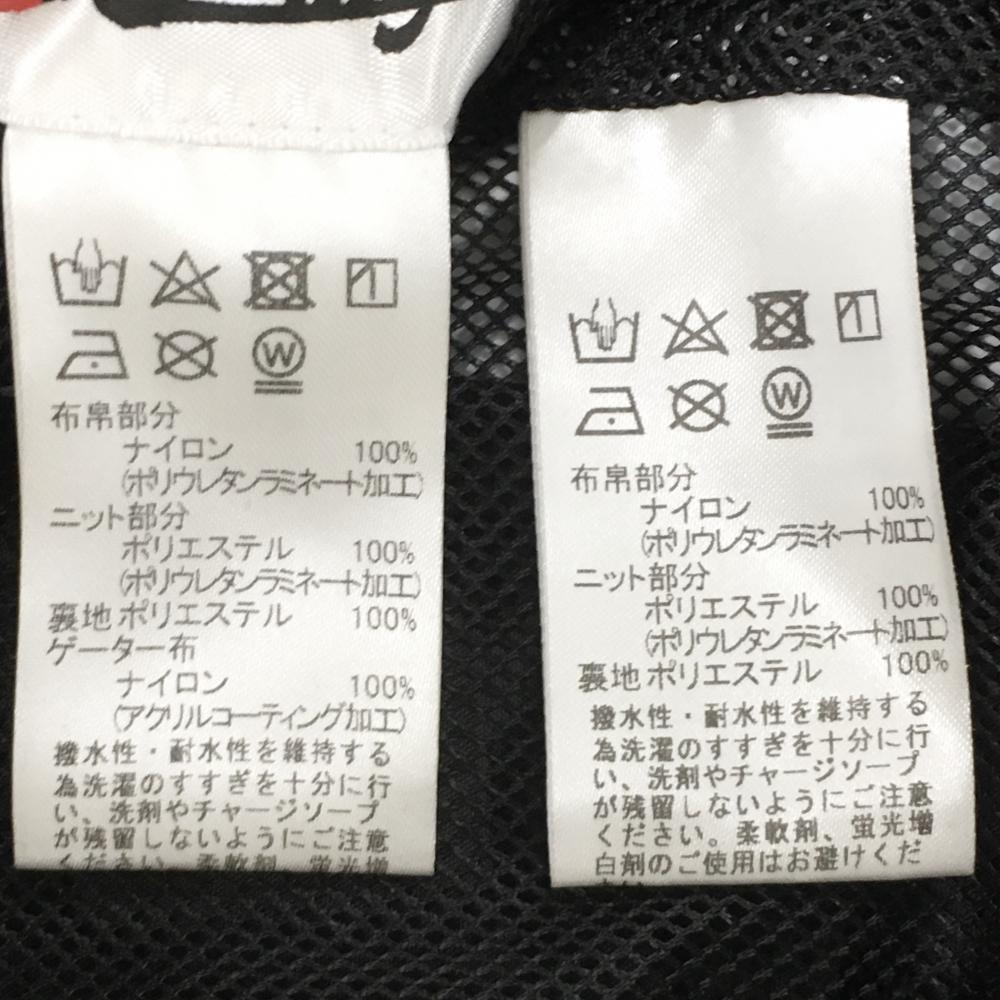 W
布帛部分
ナイロン 100%
(ポリウレタンラミネート加工)
ニット部分
ポリエステル 100%
(ポリウレタンラミネート加工)
裏地 ポリエステル 100%
ゲーター布
ナイロン 100%
(アクリルコーティング加工)
撥水性・耐水性を維持する
為洗濯のすすぎを十分に行
い、洗剤やチャージソープ
が残留しないようにご注意
ください。柔軟剤、蛍光増
W
布帛部分
ナイロン 100%
(ポリウレタンラミネート加工)
ニット部分
ポリエステル 100%
(ポリウレタンラミネート加工)
裏地 ポリエステル 100%
撥水性・耐水性を維持する
為洗濯のすすぎを十分に行
い、洗剤やチャージソープ
が残留しないようにご注意
ください。柔軟剤、蛍光増
白剤のご使用はお避けくだ